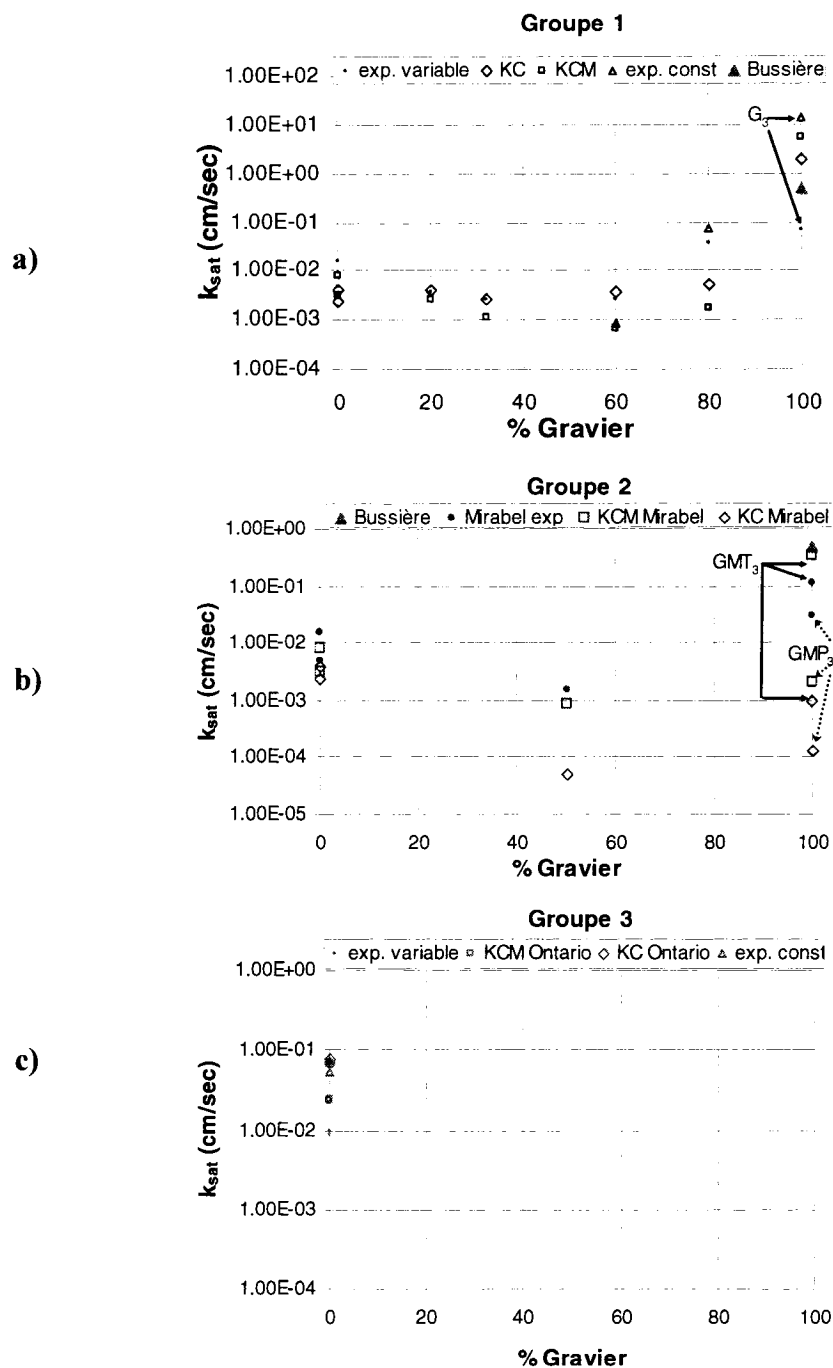 Groupe 1
exp. variable KC KCM exp. const Bussière
1.00E+02
1.00E+01
1.00E+00
1.00E-01
1.00E-02
1.00E-03
1.00E-04
k_sat (cm/sec)
a)
G3
0 20 40 60 80 100
% Gravier
Groupe 2
Bussière Mirabel exp KCM Mirabel KC Mirabel
1.00E+00
1.00E-01
1.00E-02
1.00E-03
1.00E-04
1.00E-05
k_sat (cm/sec)
b)
GMT3
GMP3
0 20 40 60 80 100
% Gravier
Groupe 3
exp. variable KCM Ontario KC Ontario exp. const
1.00E+00
1.00E-01
1.00E-02
1.00E-03
1.00E-04
k_sat (cm/sec)
c)
0 20 40 60 80 100
% Gravier